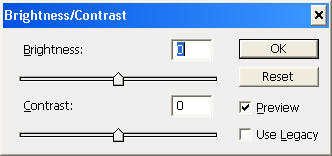 Brightness/Contrast
Brightness: 0 OK
Reset
Contrast: 0 Preview
Use Legacy